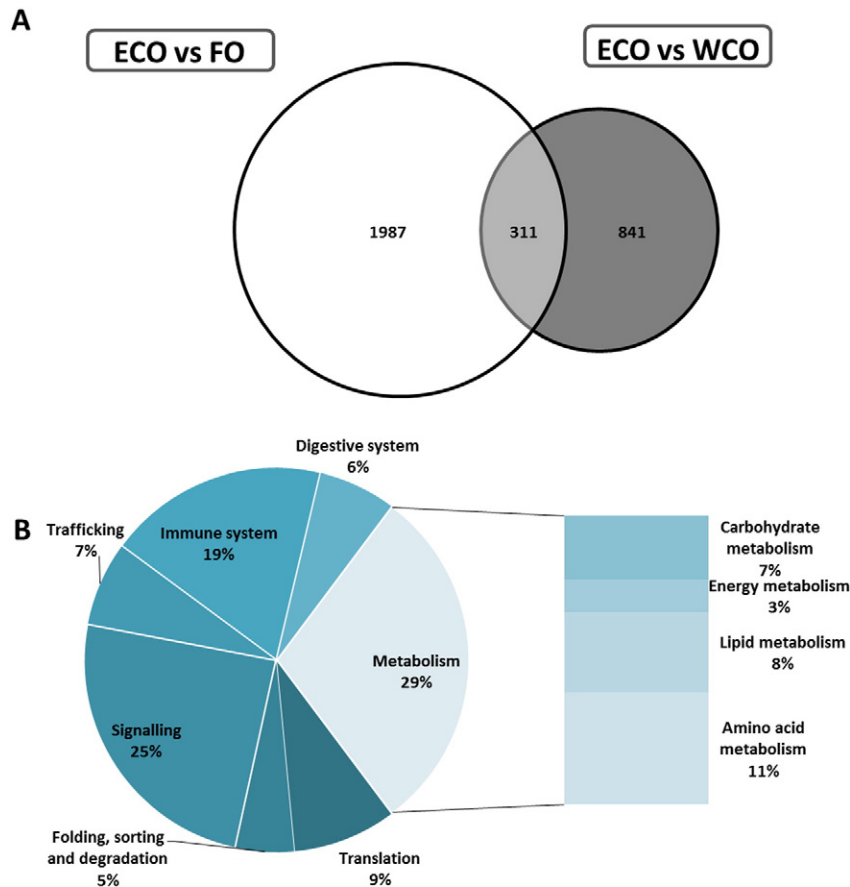 A
ECO vs FO
ECO vs WCO
1987
311
841
B
Digestive system
6%
Trafficking
7%
Immune system
19%
Metabolism
29%
Signalling
25%
Folding, sorting
and degradation
5%
Translation
9%
Carbohydrate
metabolism
7%
Energy metabolism
3%
Lipid metabolism
8%
Amino acid
metabolism
11%